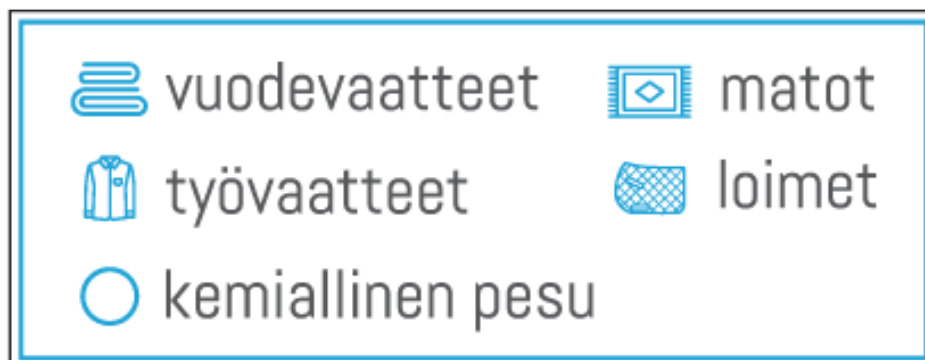 vuodevaatteet
matot
työvaatteet
loimet
kemiallinen pesu